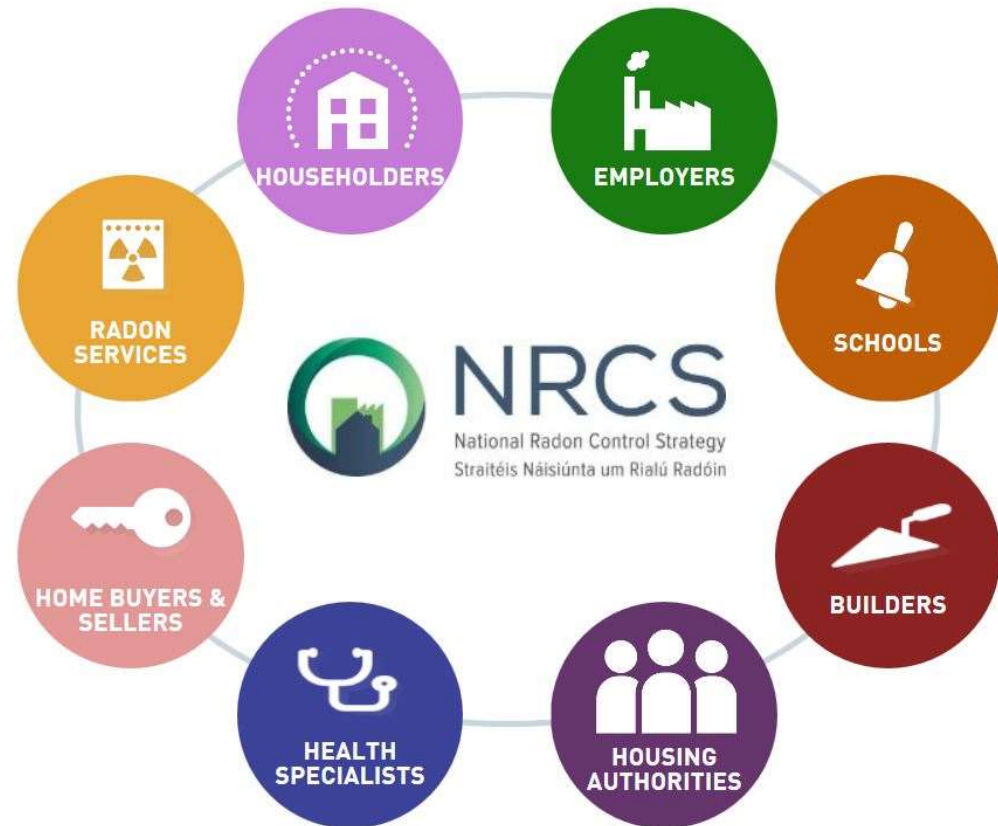 HOUSEHOLDERS
EMPLOYERS
RADON
SERVICES
SCHOOLS
NRCS
National Radon Control Strategy
Straitéis Náisiúnta um Rialú Radóin
HOME BUYERS &
SELLERS
BUILDERS
HEALTH
SPECIALISTS
HOUSING
AUTHORITIES